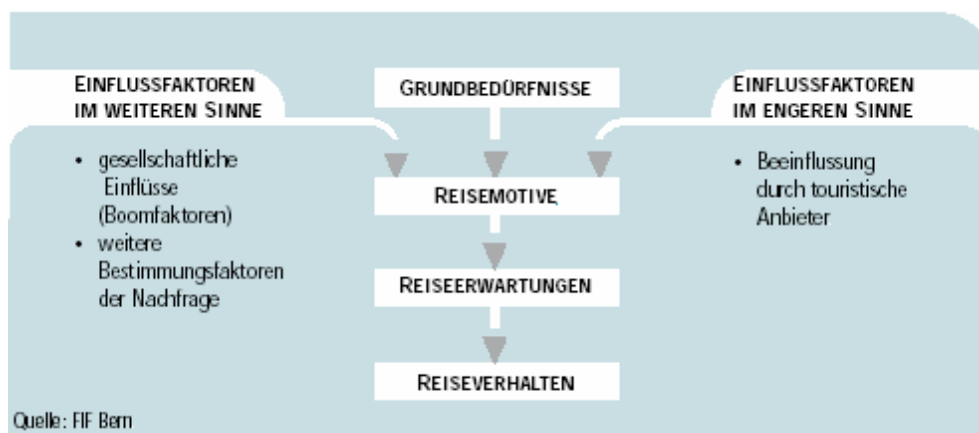 EINFLUSSFAKTOREN
IM WEITEREN SINNE
• gesellschaftliche
Einflüsse
(Boomfaktoren)
• weitere
Bestimmungsfaktoren
der Nachfrage
GRUNDBEDÜRFNISSE
REISEMOTIVE
REISEERWARTUNGEN
REISEVERHALTEN
EINFLUSSFAKTOREN
IM ENGEREN SINNE
• Beeinflussung
durch touristische
Anbieter
Quelle: FIF Bern